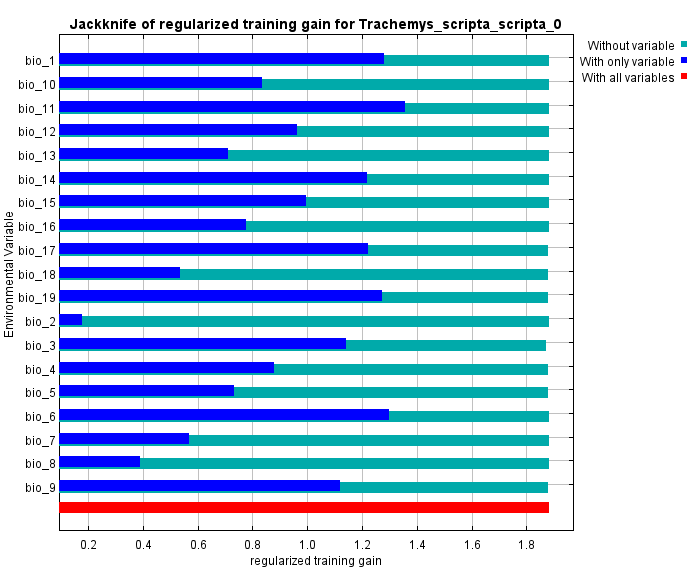 Jackknife of regularized training gain for Trachemys_scripta_scripta_0
Without variable
With only variable
With all variables
Environmental Variable
bio_1
bio_10
bio_11
bio_12
bio_13
bio_14
bio_15
bio_16
bio_17
bio_18
bio_19
bio_2
bio_3
bio_4
bio_5
bio_6
bio_7
bio_8
bio_9
0.2 0.4 0.6 0.8 1.0 1.2 1.4 1.6 1.8
regularized training gain